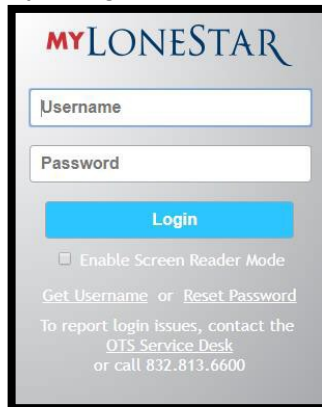 MYLONESTAR
Username
Password
Login
Enable Screen Reader Mode
Get Username or Reset Password
To report login issues, contact the
OTS Service Desk
or call 832.813.6600